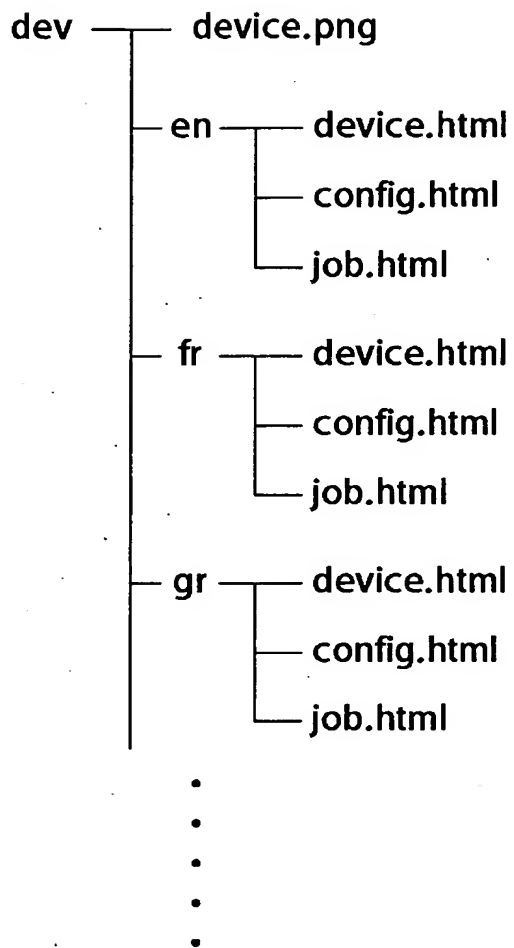 dev device.png
en device.html
config.html
job.html
fr device.html
config.html
job.html
gr device.html
config.html
job.html